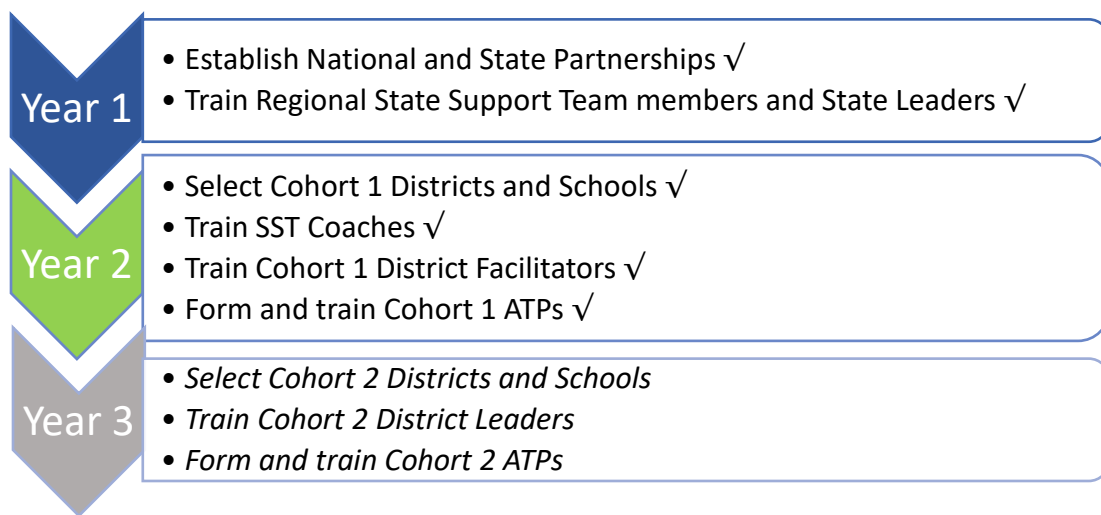 Year 1
• Establish National and State Partnerships √
• Train Regional State Support Team members and State Leaders √
Year 2
• Select Cohort 1 Districts and Schools √
• Train SST Coaches √
• Train Cohort 1 District Facilitators √
• Form and train Cohort 1 ATPs √
Year 3
• Select Cohort 2 Districts and Schools
• Train Cohort 2 District Leaders
• Form and train Cohort 2 ATPs